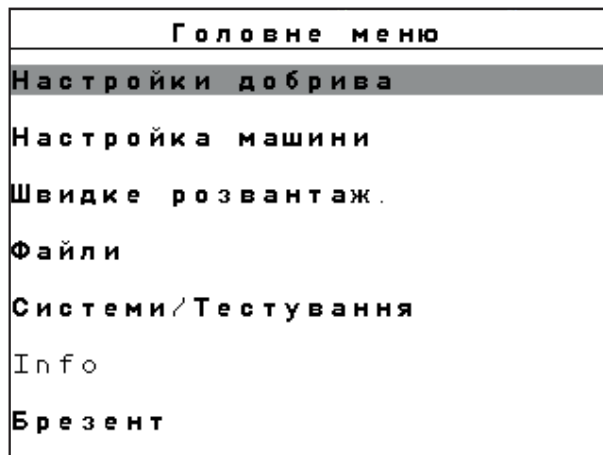 Головне меню
Настройки добрива
Настройка машини
Швидке розвантаж.
Файли
Системи/Тестування
Info
Брезент